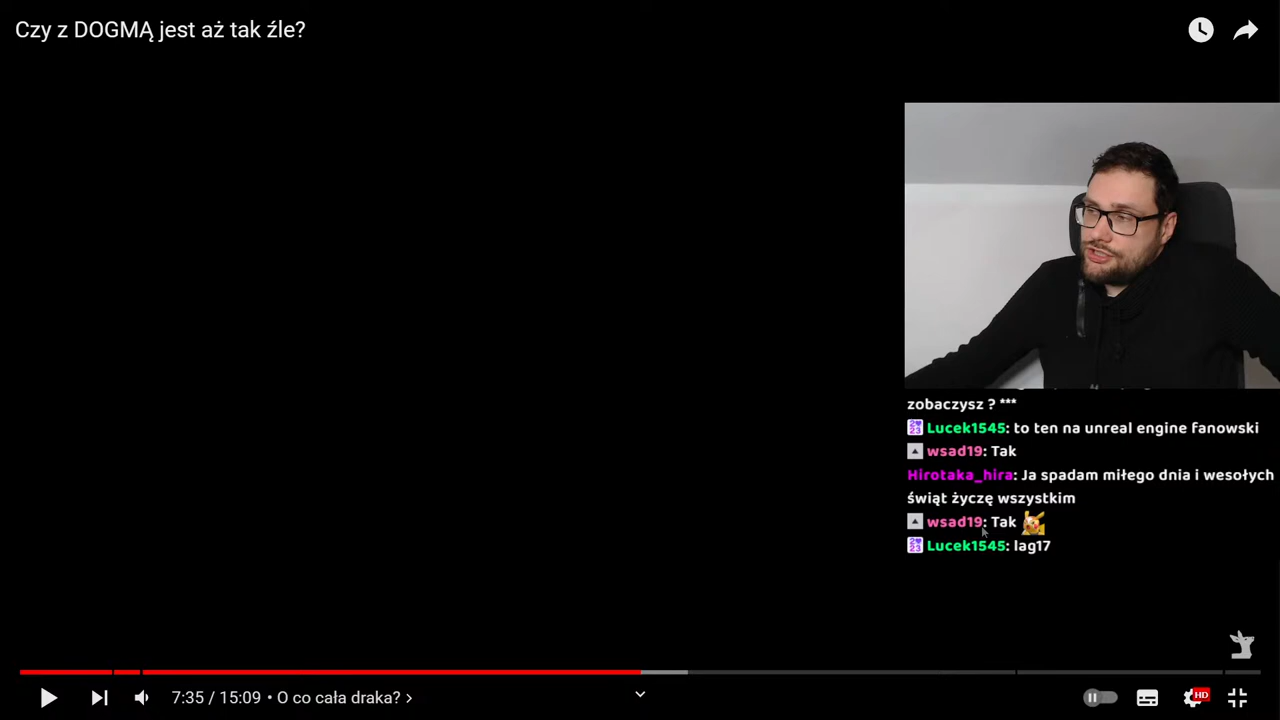 Czy z DOGMĄ jest aż tak źle?
zobaczysz ? ***
Lucek1545: to ten na unreal engine fanowski
wsad19: Tak
Hirotaka_hira: Ja spadam miłego dnia i wesołych
świąt życzę wszystkim
wsad19: Tak
Lucek1545: lag17
7:35 / 15:09 • O co cała draka? ›
HD